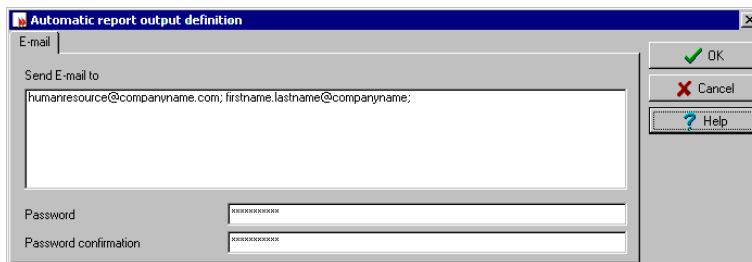 Automatic report output definition
E-mail
OK
Send E-mail to
Cancel
humanresource@companyname.com; firstname.lastname@companyname;
Help
Password ***********
Password confirmation ***********